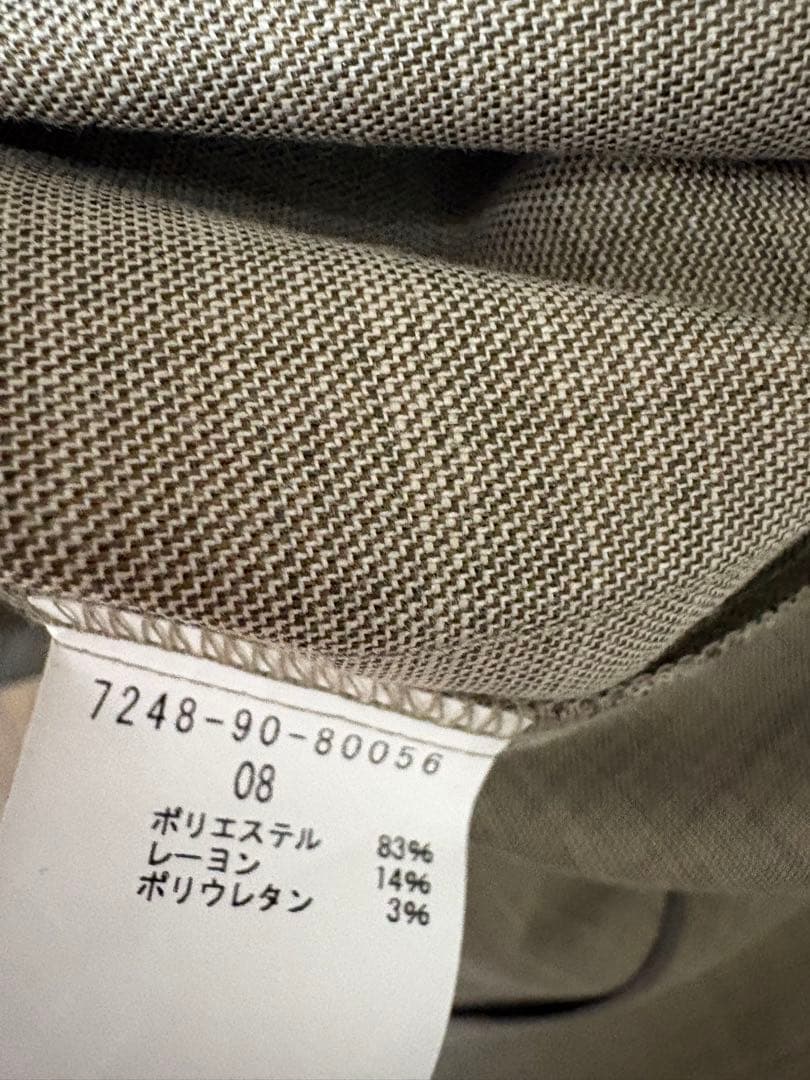 7248-90-80056
08
ポリエステル 83%
レーヨン 14%
ポリウレタン 3%